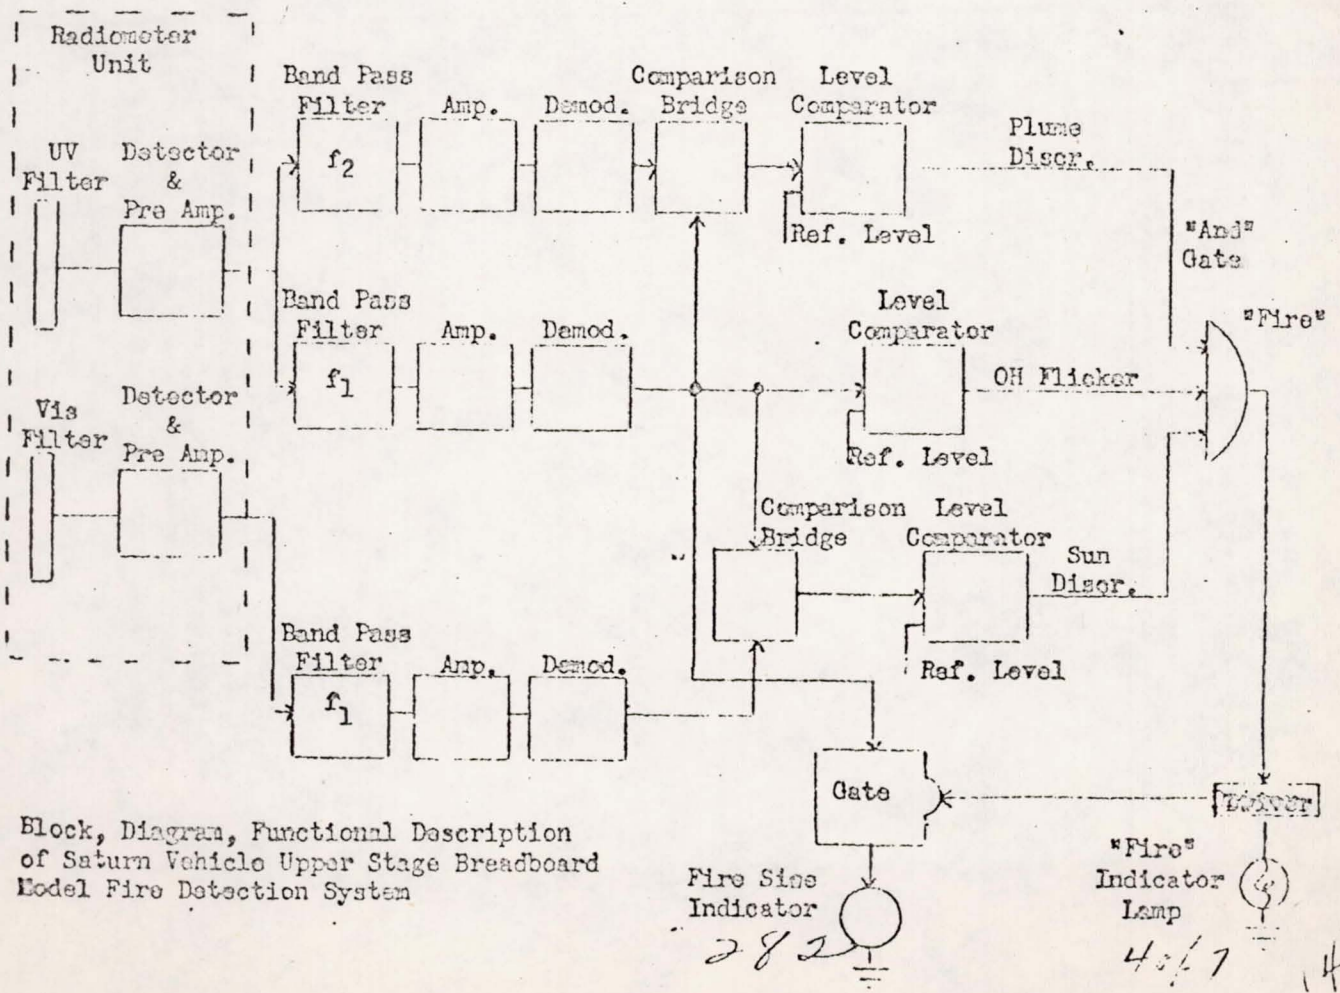 Radiometer
Unit
UV
Filter
Detector
&
Pre Amp.
Vis
Filter
Detector
&
Pre Amp.
Band Pass
Filter
f2
Amp.
Demod.
Comparison
Bridge
Level
Comparator
Ref. Level
Plume
Discr.
"And"
Gate
"Fire"
Band Pass
Filter
f1
Amp.
Demod.
Level
Comparator
Ref. Level
OH Flicker
Comparison
Bridge
Level
Comparator
Ref. Level
Sun
Discr.
Band Pass
Filter
f1
Amp.
Demod.
Gate
Driver
Fire Size
Indicator
"Fire"
Indicator
Lamp
Block, Diagram, Functional Description
of Saturn Vehicle Upper Stage Breadboard
Model Fire Detection System
282
4 of 7